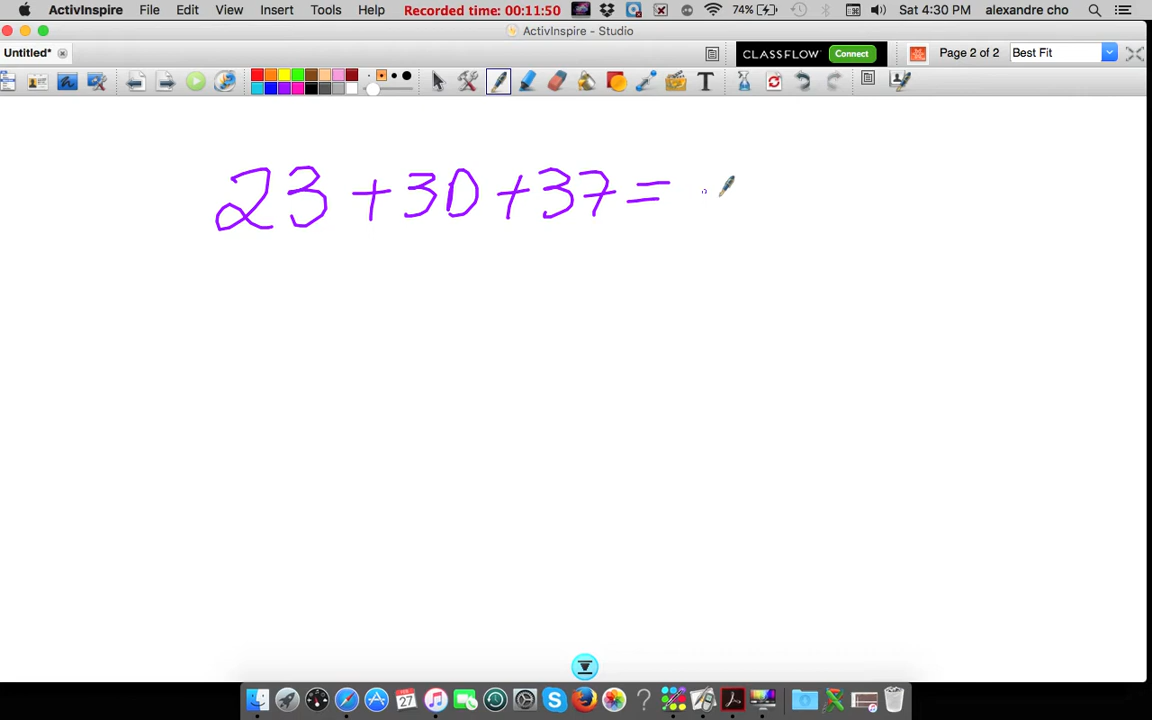 ActivInspire File Edit View Insert Tools Help Recorded time: 00:11:50 74% Sat 4:30 PM alexandre cho
ActivInspire - Studio
Untitled* CLASSFLOW Connect Page 2 of 2 Best Fit
T
23 + 30 + 37 =
27